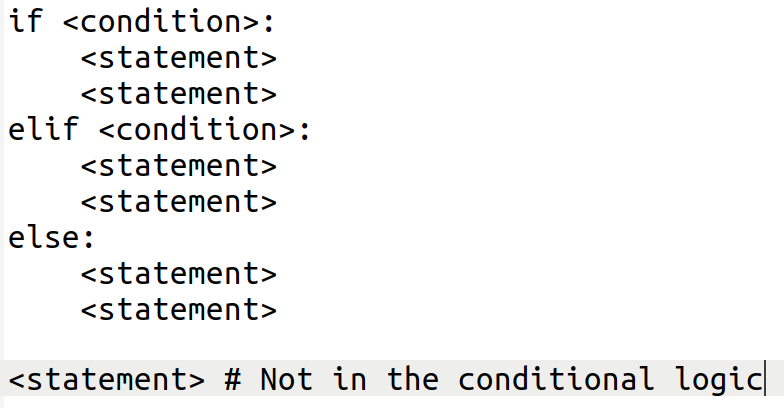 if <condition>:
    <statement>
    <statement>
elif <condition>:
    <statement>
    <statement>
else:
    <statement>
    <statement>

<statement> # Not in the conditional logic